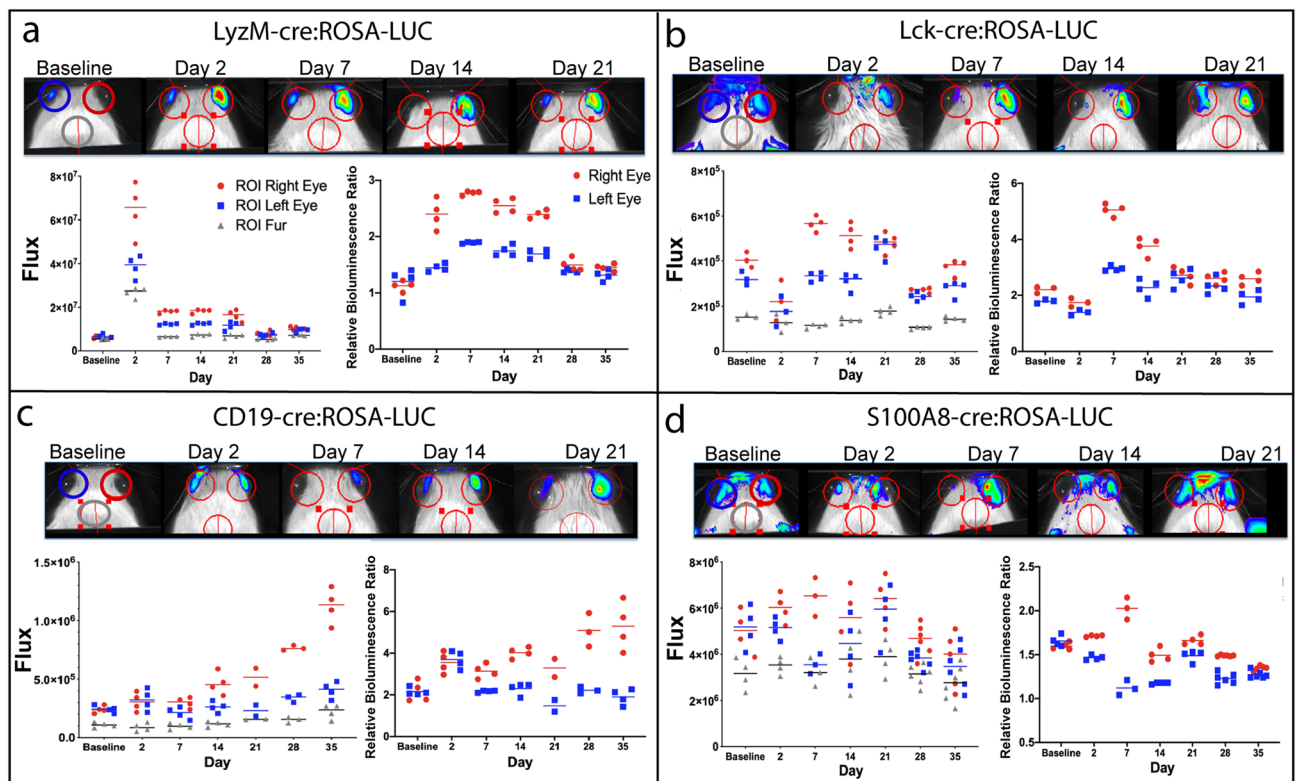 a
LyzM-cre:ROSA-LUC
Baseline Day 2 Day 7 Day 14 Day 21
Flux
8×10⁷
6×10⁷
4×10⁷
2×10⁷
0
ROI Right Eye
ROI Left Eye
ROI Fur
Baseline 2 7 14 21 28 35
Day
Relative Bioluminescence Ratio
3
2
1
0
Right Eye
Left Eye
Baseline 2 7 14 21 28 35
Day
b
Lck-cre:ROSA-LUC
Baseline Day 2 Day 7 Day 14 Day 21
Flux
8×10⁵
6×10⁵
4×10⁵
2×10⁵
0
Baseline 2 7 14 21 28 35
Day
Relative Bioluminescence Ratio
6
4
2
0
Right Eye
Left Eye
Baseline 2 7 14 21 28 35
Day
c
CD19-cre:ROSA-LUC
Baseline Day 2 Day 7 Day 14 Day 21
Flux
1.5×10⁶
1.0×10⁶
5.0×10⁵
0.0
Baseline 2 7 14 21 28 35
Day
Relative Bioluminescence Ratio
8
6
4
2
0
Baseline 2 7 14 21 28 35
Day
d
S100A8-cre:ROSA-LUC
Baseline Day 2 Day 7 Day 14 Day 21
Flux
8×10⁶
6×10⁶
4×10⁶
2×10⁶
0
Baseline 2 7 14 21 28 35
Day
Relative Bioluminescence Ratio
2.5
2.0
1.5
1.0
0.5
Baseline 2 7 14 21 28 35
Day